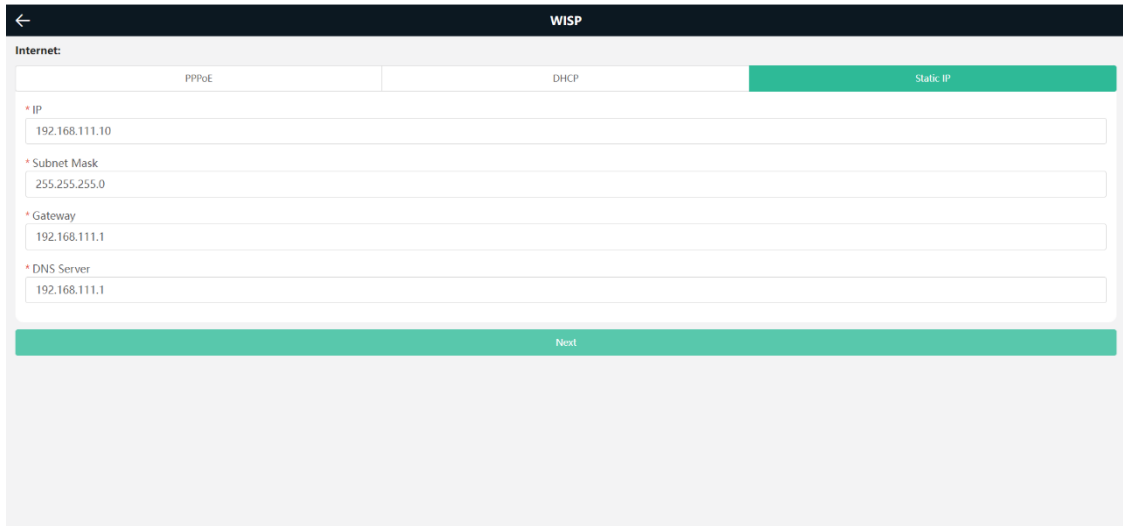 WISP
Internet:
PPPoE DHCP Static IP
* IP
192.168.111.10
* Subnet Mask
255.255.255.0
* Gateway
192.168.111.1
* DNS Server
192.168.111.1
Next